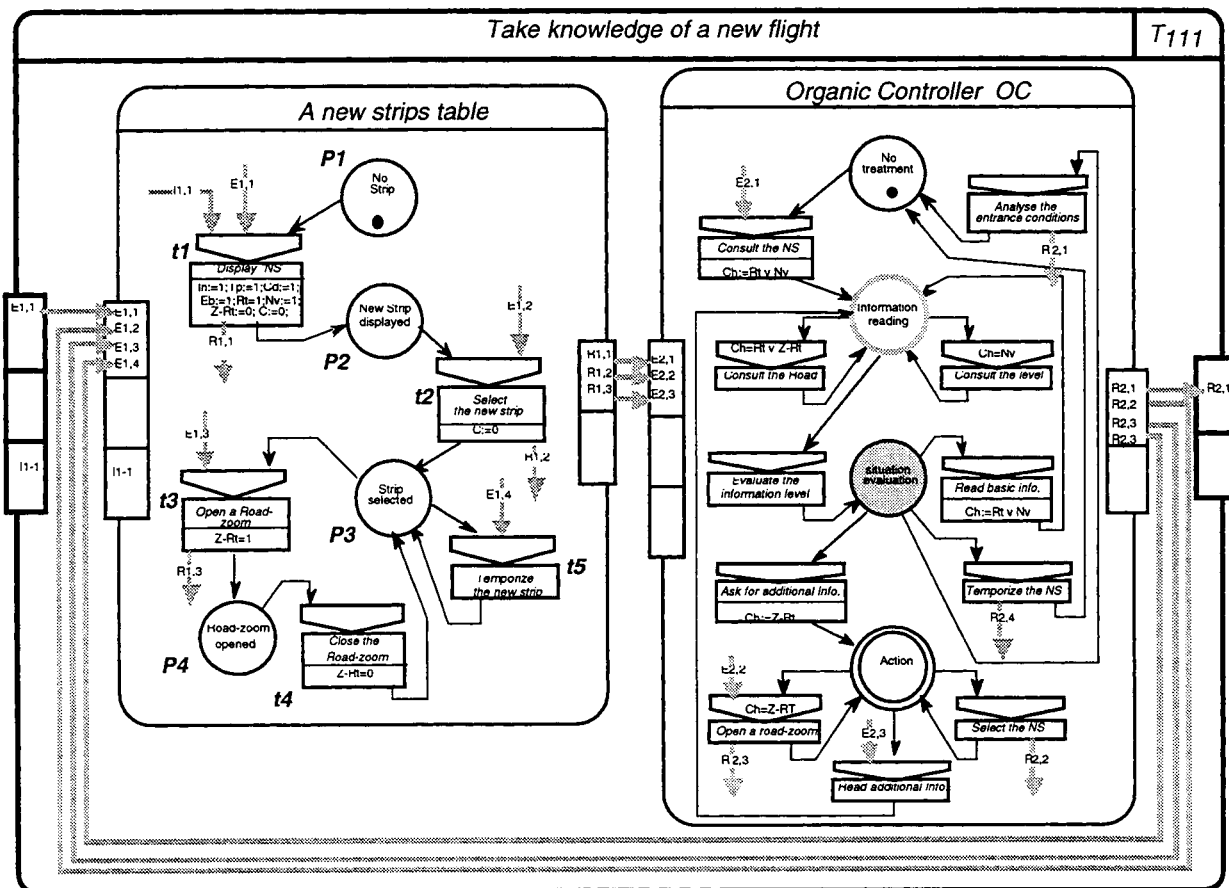 Take knowledge of a new flight
T111
A new strips table
Organic Controller OC
P1
No
Strip
I1,1
E1,1
t1
Display NS
In:=1;Tp:=1;Cd:=1;
Eb:=1;Rt=1;Nv:=1;
Z-Rt:=0; C:=0;
R1,1
New Strip
displayed
P2
E1,2
t2
Select
the new strip
C:=0
R1,2
E1,3
t3
Open a Road-
zoom
Z-Rt=1
R1,3
Strip
selected
P3
E1,4
t5
Temporize
the new strip
Road-zoom
opened
P4
Close the
Road-zoom
Z-Rt=0
t4
E1,1
I1-1
E1,1
E1,2
E1,3
E1,4
I1-1
R1,1
R1,2
R1,3
E2,1
E2,2
E2,3
No
treatment
E2,1
Consult the NS
Ch:=Rt v Nv
Analyse the
entrance conditions
R2,1
Information
reading
Ch=Rt v Z-Rt
Consult the Road
Ch=Nv
Consult the level
Evaluate the
information level
situation
evaluation
Read basic info.
Ch:=Rt v Nv
Ask for additional Info.
Ch:=Z-Rt
Temporize the NS
R2,4
Action
E2,2
Ch=Z-RT
Open a road-zoom
R2,3
E2,3
Read additional Info.
Select the NS
R2,2
R2,1
R2,2
R2,3
R2,3
R2,1